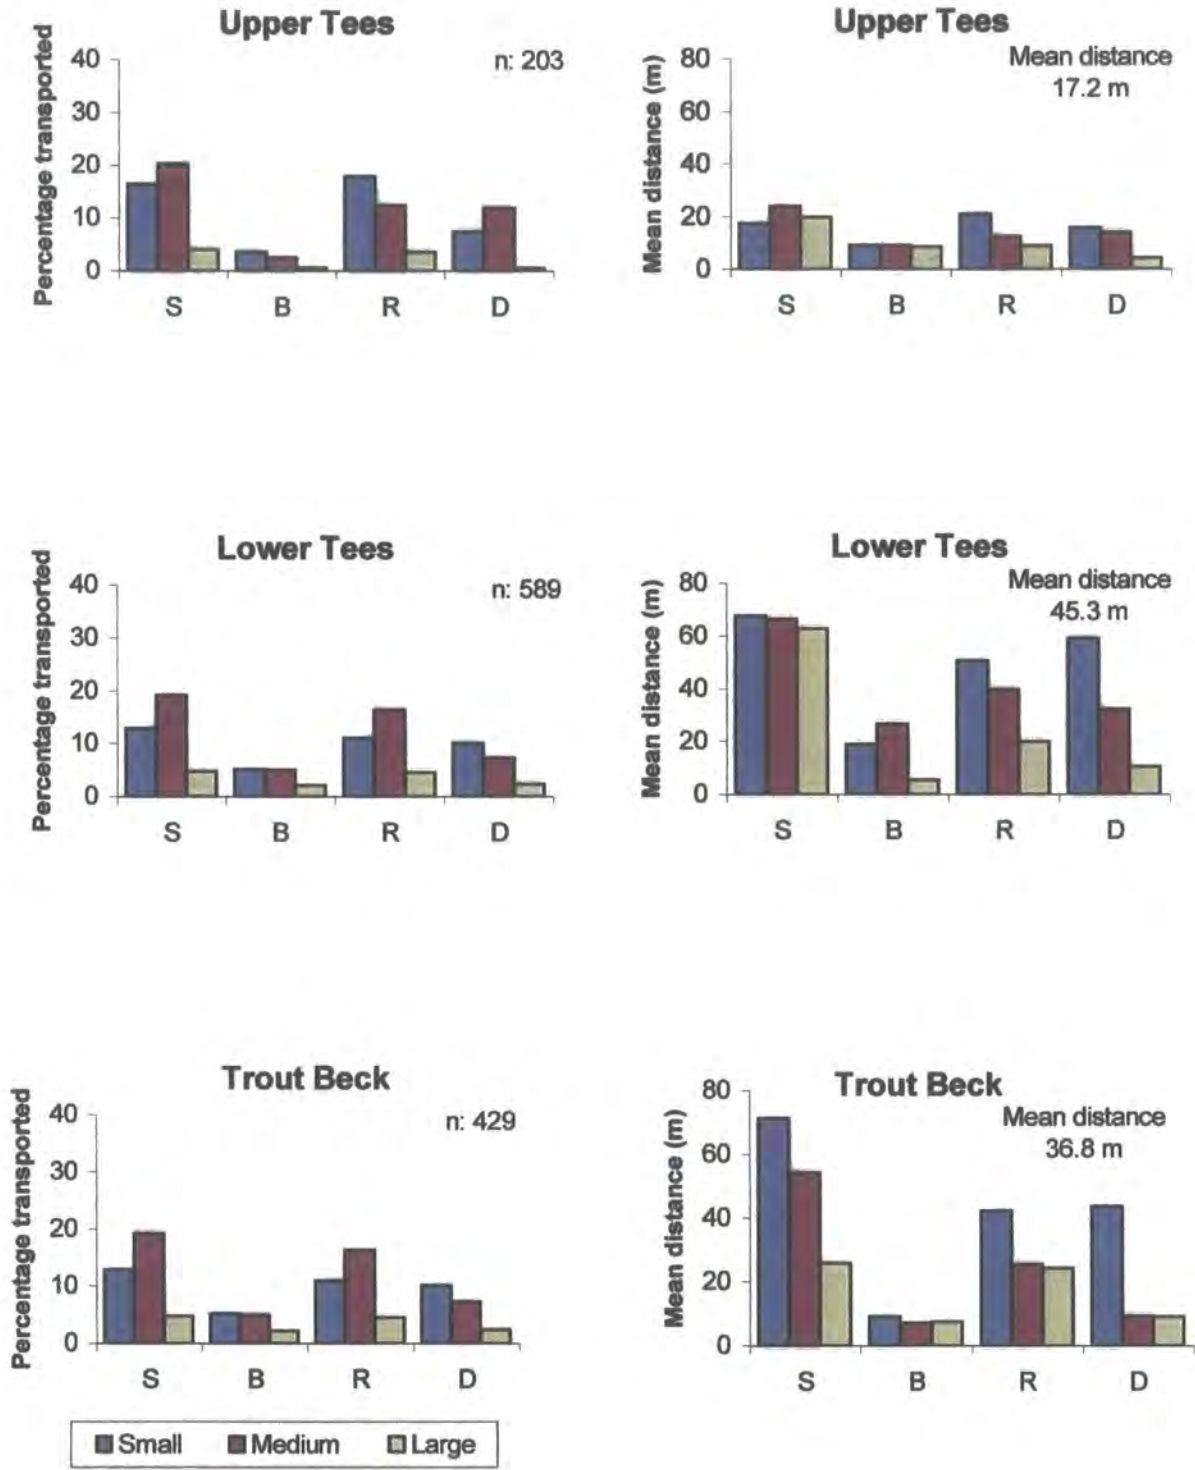 Upper Tees
n: 203
Percentage transported
40
30
20
10
0
S B R D
Upper Tees
Mean distance
17.2 m
Mean distance (m)
80
60
40
20
0
S B R D
Lower Tees
n: 589
Percentage transported
40
30
20
10
0
S B R D
Lower Tees
Mean distance
45.3 m
Mean distance (m)
80
60
40
20
0
S B R D
Trout Beck
n: 429
Percentage transported
40
30
20
10
0
S B R D
Trout Beck
Mean distance
36.8 m
Mean distance (m)
80
60
40
20
0
S B R D
Small Medium Large